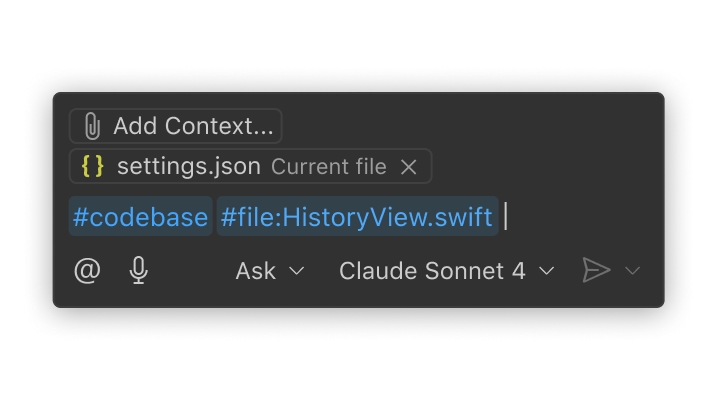 Add Context...
{} settings.json Current file
#codebase #file:HistoryView.swift
@ Ask Claude Sonnet 4